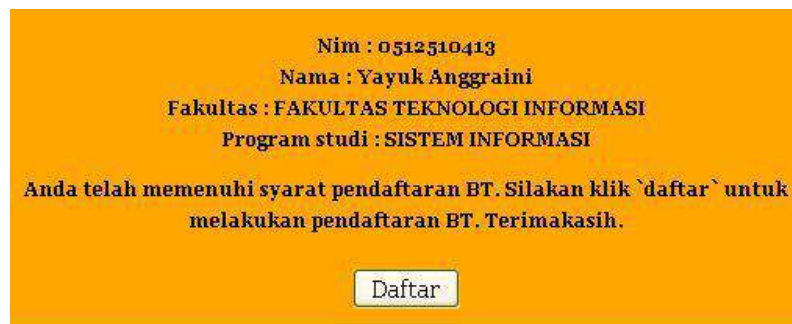 Nim : 0512510413
Nama : Yayuk Anggraini
Fakultas : FAKULTAS TEKNOLOGI INFORMASI
Program studi : SISTEM INFORMASI
Anda telah memenuhi syarat pendaftaran BT. Silakan klik `daftar` untuk
melakukan pendaftaran BT. Terimakasih.
Daftar